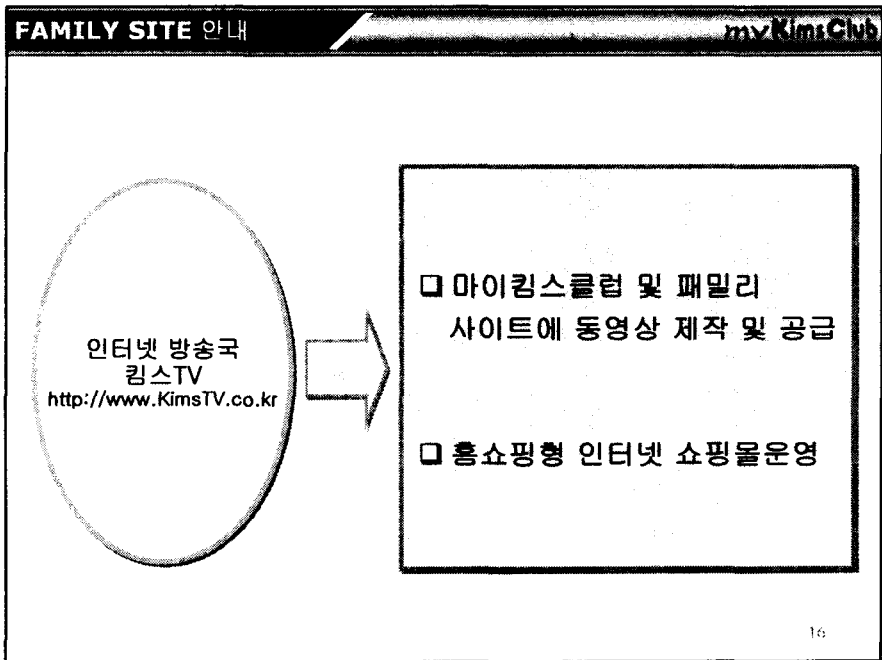 FAMILY SITE 안내
myKimsClub
인터넷 방송국
킴스TV
http://www.KimsTV.co.kr
❑ 마이킴스클럽 및 패밀리
사이트에 동영상 제작 및 공급
❑ 홈쇼핑형 인터넷 쇼핑몰운영
16